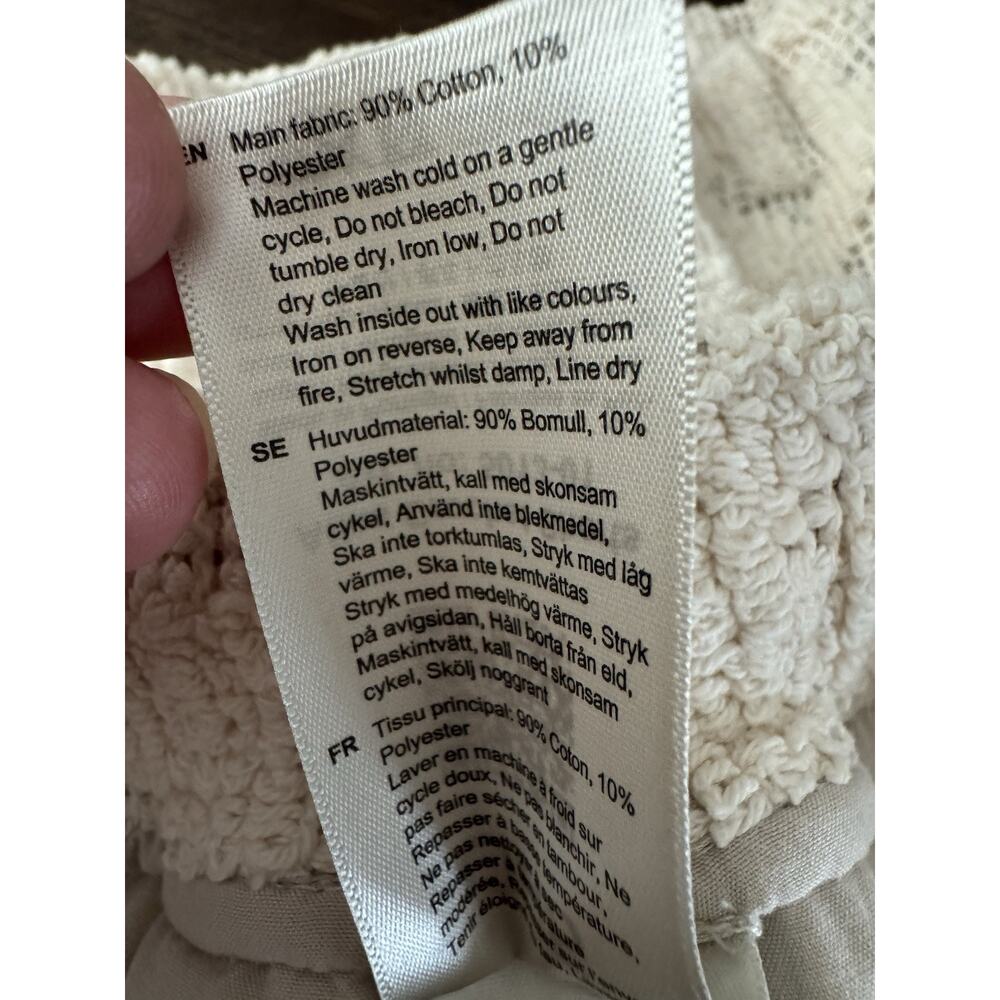 EN Main fabric: 90% Cotton, 10%
Polyester
Machine wash cold on a gentle
cycle, Do not bleach, Do not
tumble dry, Iron low, Do not
dry clean
Wash inside out with like colours,
Iron on reverse, Keep away from
fire, Stretch whilst damp, Line dry
SE Huvudmaterial: 90% Bomull, 10%
Polyester
Maskintvätt, kall med skonsam
cykel, Använd inte blekmedel,
Ska inte torktumlas, Stryk med låg
värme, Ska inte kemtvättas
Stryk med medelhög värme, Stryk
på avigsidan, Håll borta från eld,
Maskintvätt, kall med skonsam
cykel, Skölj noggrant
FR Tissu principal: 90% Coton, 10%
Polyester
Laver en machine à froid sur
cycle doux, Ne pas blanchir, Ne
pas faire sécher en tambour,
Repasser à basse température,
Ne pas nettoyer à sec
Repasser à
modérée,
Tenir